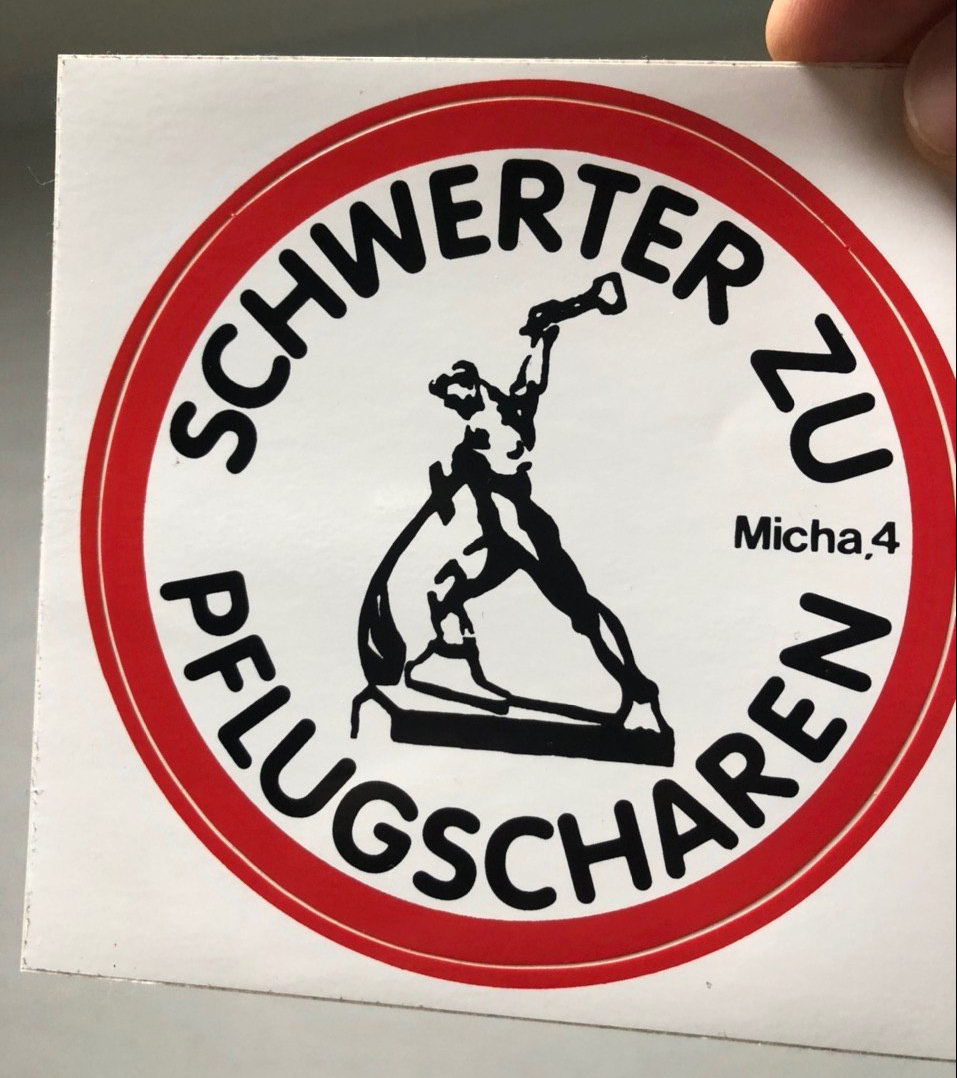 SCHWERTER ZU
Micha,4
PFLUGSCHAREN